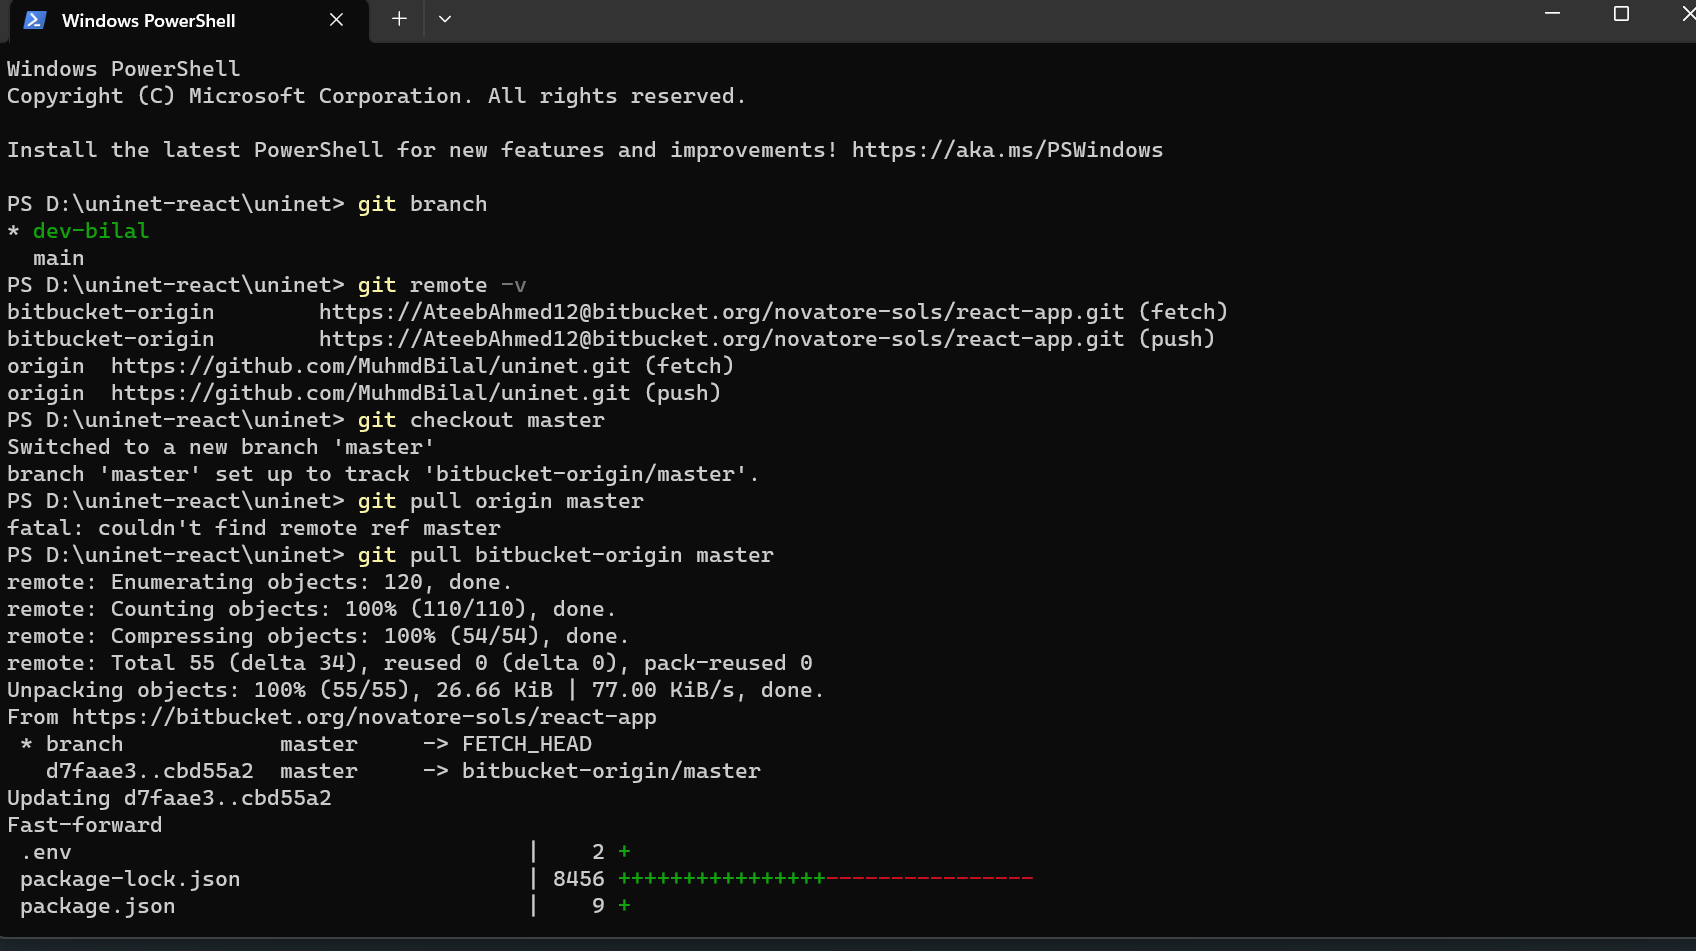 Windows PowerShell
Windows PowerShell
Copyright (C) Microsoft Corporation. All rights reserved.
Install the latest PowerShell for new features and improvements! https://aka.ms/PSWindows
PS D:\uninet-react\uninet> git branch
* dev-bilal
  main
PS D:\uninet-react\uninet> git remote -v
bitbucket-origin        https://AteebAhmed12@bitbucket.org/novatore-sols/react-app.git (fetch)
bitbucket-origin        https://AteebAhmed12@bitbucket.org/novatore-sols/react-app.git (push)
origin  https://github.com/MuhmdBilal/uninet.git (fetch)
origin  https://github.com/MuhmdBilal/uninet.git (push)
PS D:\uninet-react\uninet> git checkout master
Switched to a new branch 'master'
branch 'master' set up to track 'bitbucket-origin/master'.
PS D:\uninet-react\uninet> git pull origin master
fatal: couldn't find remote ref master
PS D:\uninet-react\uninet> git pull bitbucket-origin master
remote: Enumerating objects: 120, done.
remote: Counting objects: 100% (110/110), done.
remote: Compressing objects: 100% (54/54), done.
remote: Total 55 (delta 34), reused 0 (delta 0), pack-reused 0
Unpacking objects: 100% (55/55), 26.66 KiB | 77.00 KiB/s, done.
From https://bitbucket.org/novatore-sols/react-app
 * branch            master     -> FETCH_HEAD
   d7faae3..cbd55a2  master     -> bitbucket-origin/master
Updating d7faae3..cbd55a2
Fast-forward
 .env                                   |    2 +
 package-lock.json                      | 8456 ++++++++++++++++----------------
 package.json                           |    9 +